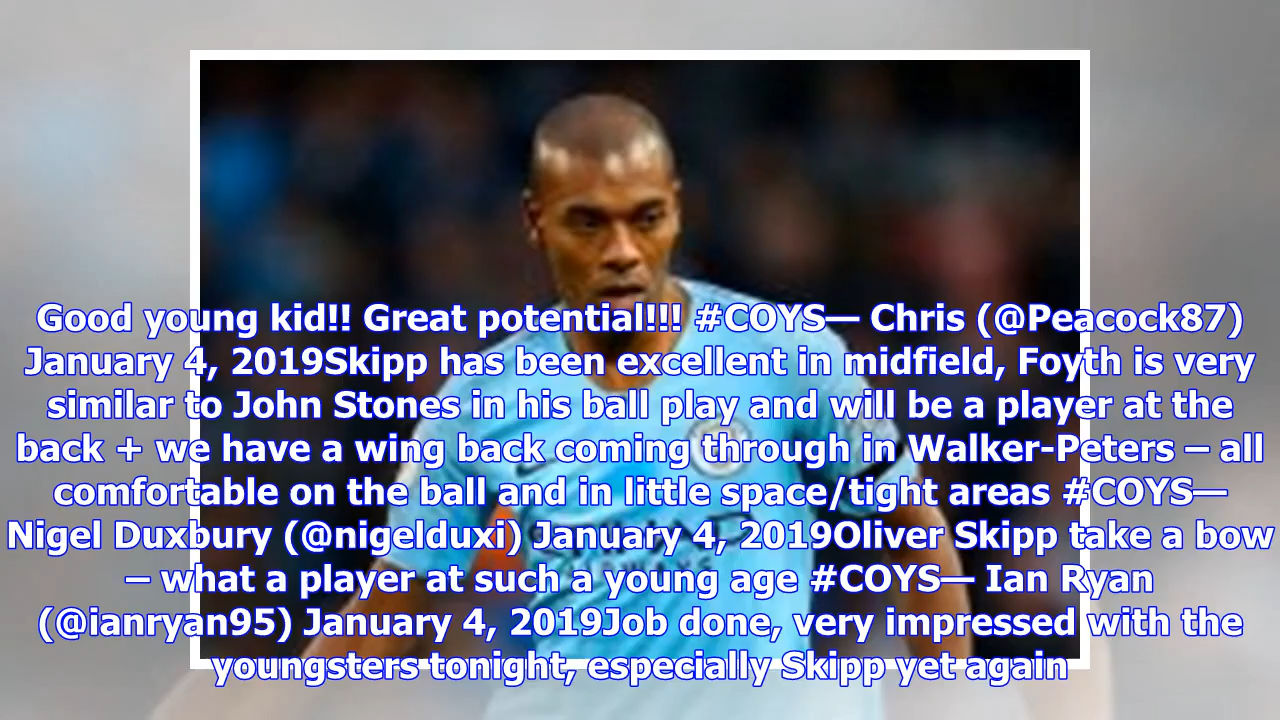 Good young kid!! Great potential!!! #COYS— Chris (@Peacock87)
January 4, 2019Skipp has been excellent in midfield, Foyth is very
similar to John Stones in his ball play and will be a player at the
back + we have a wing back coming through in Walker-Peters – all
comfortable on the ball and in little space/tight areas #COYS—
Nigel Duxbury (@nigelduxi) January 4, 2019Oliver Skipp take a bow
– what a player at such a young age #COYS— Ian Ryan
(@ianryan95) January 4, 2019Job done, very impressed with the
youngsters tonight, especially Skipp yet again